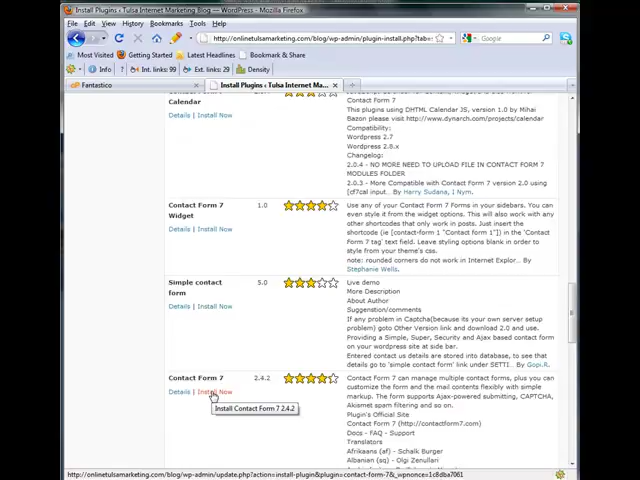 Install Plugins ‹ Tulsa Internet Marketing Blog — WordPress - Mozilla Firefox
File Edit View History Bookmarks Tools Help
http://onlinetulsamarketing.com/blog/wp-admin/plugin-install.php?tab=
Google
Most Visited Getting Started Latest Headlines Bookmark & Share
Info Int. links: 99 Ext. links: 29 Density
Fantastico
Install Plugins ‹ Tulsa Internet Mark...
Calendar
Details | Install Now
Contact Form 7
This plugins using DHTML Calendar JS, version 1.0 by Mihai
Bazon please visit http://www.dynarch.com/projects/calendar
Compatibility:
Wordpress 2.7
Wordpress 2.8.x
Changelog:
2.0.4 - NO MORE NEED TO UPLOAD FILE IN CONTACT FORM 7
MODULES FOLDER
2.0.3 - More Compatible with Contact Form 7 version 2.0 using
[cf7cal input... By Harry Sudana, I Nym.
Contact Form 7
Widget
1.0
Details | Install Now
Use any of your Contact Form 7 Forms in your sidebars. You can
even style it from the widget options. This will also work with any
other shortcodes that only work in posts. Just insert the
shortcode (ie [contact-form 1 "Contact form 1"]) in the 'Contact
Form 7 tag' text field. Leave styling options blank in order to
style from your theme's css.
note: rounded corners do not work in Internet Explor... By
Stephanie Wells.
Simple contact
form
5.0
Details | Install Now
Live demo
More Description
About Author
Suggenstion/comments
If any problem in Captcha(because its your own server setup
problem) goto Other Version link and download 2.0 and use.
Providing a Simple, Super, Security and Ajax based contact form
on your wordpress site at side bar.
Entered contact us details are stored into database, to see that
details go to 'simple contact form' link under SETTI... By Gopi.R.
Contact Form 7
2.4.2
Details | Install Now
Install Contact Form 7 2.4.2
Contact Form 7 can manage multiple contact forms, plus you can
customize the form and the mail contents flexibly with simple
markup. The form supports Ajax-powered submitting, CAPTCHA,
Akismet spam filtering and so on.
Plugin's Official Site
Contact Form 7 (http://contactform7.com)
Docs - FAQ - Support
Translators
Afrikaans (af) - Schalk Burger
Albanian (sq) - Olgi Zenullari
http://onlinetulsamarketing.com/blog/wp-admin/update.php?action=install-plugin&plugin=contact-form-7&_wpnonce=1c8dba7061